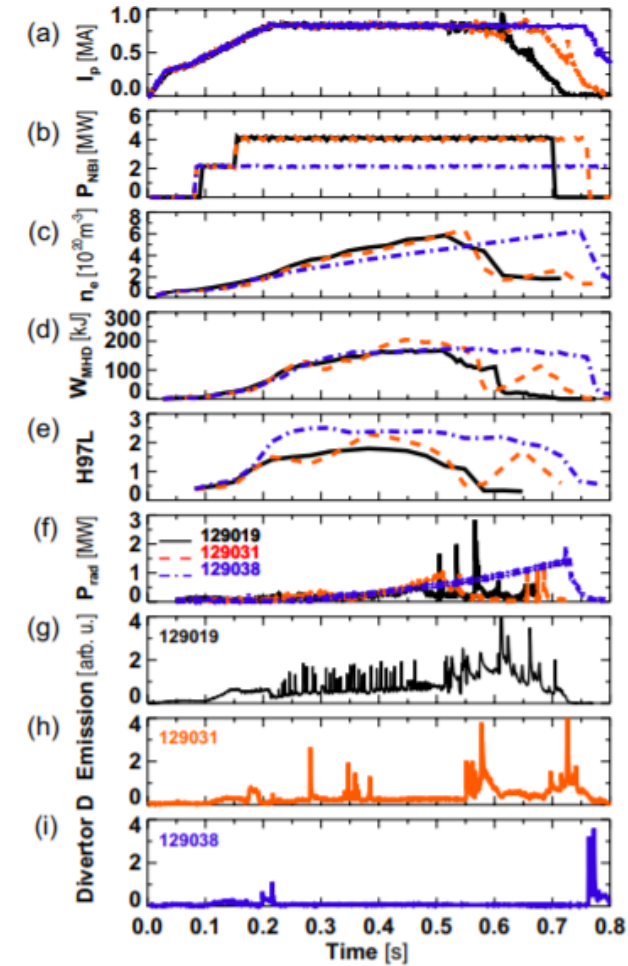 (a) I_p [MA] 1.0 0.5 0.0
(b) P_NBI [MW] 6 4 2 0
(c) n_e [10^20 m^-3] 8 6 4 2 0
(d) W_MHD [kJ] 300 200 100 0
(e) H97L 3 2 1 0
(f) P_rad [MW] 3 2 1 0
129019
129031
129038
(g) 4 2 0
129019
(h) 4 2 0
129031
(i) 4 2 0
129038
Divertor D Emission [arb. u.]
0.0 0.1 0.2 0.3 0.4 0.5 0.6 0.7 0.8
Time [s]